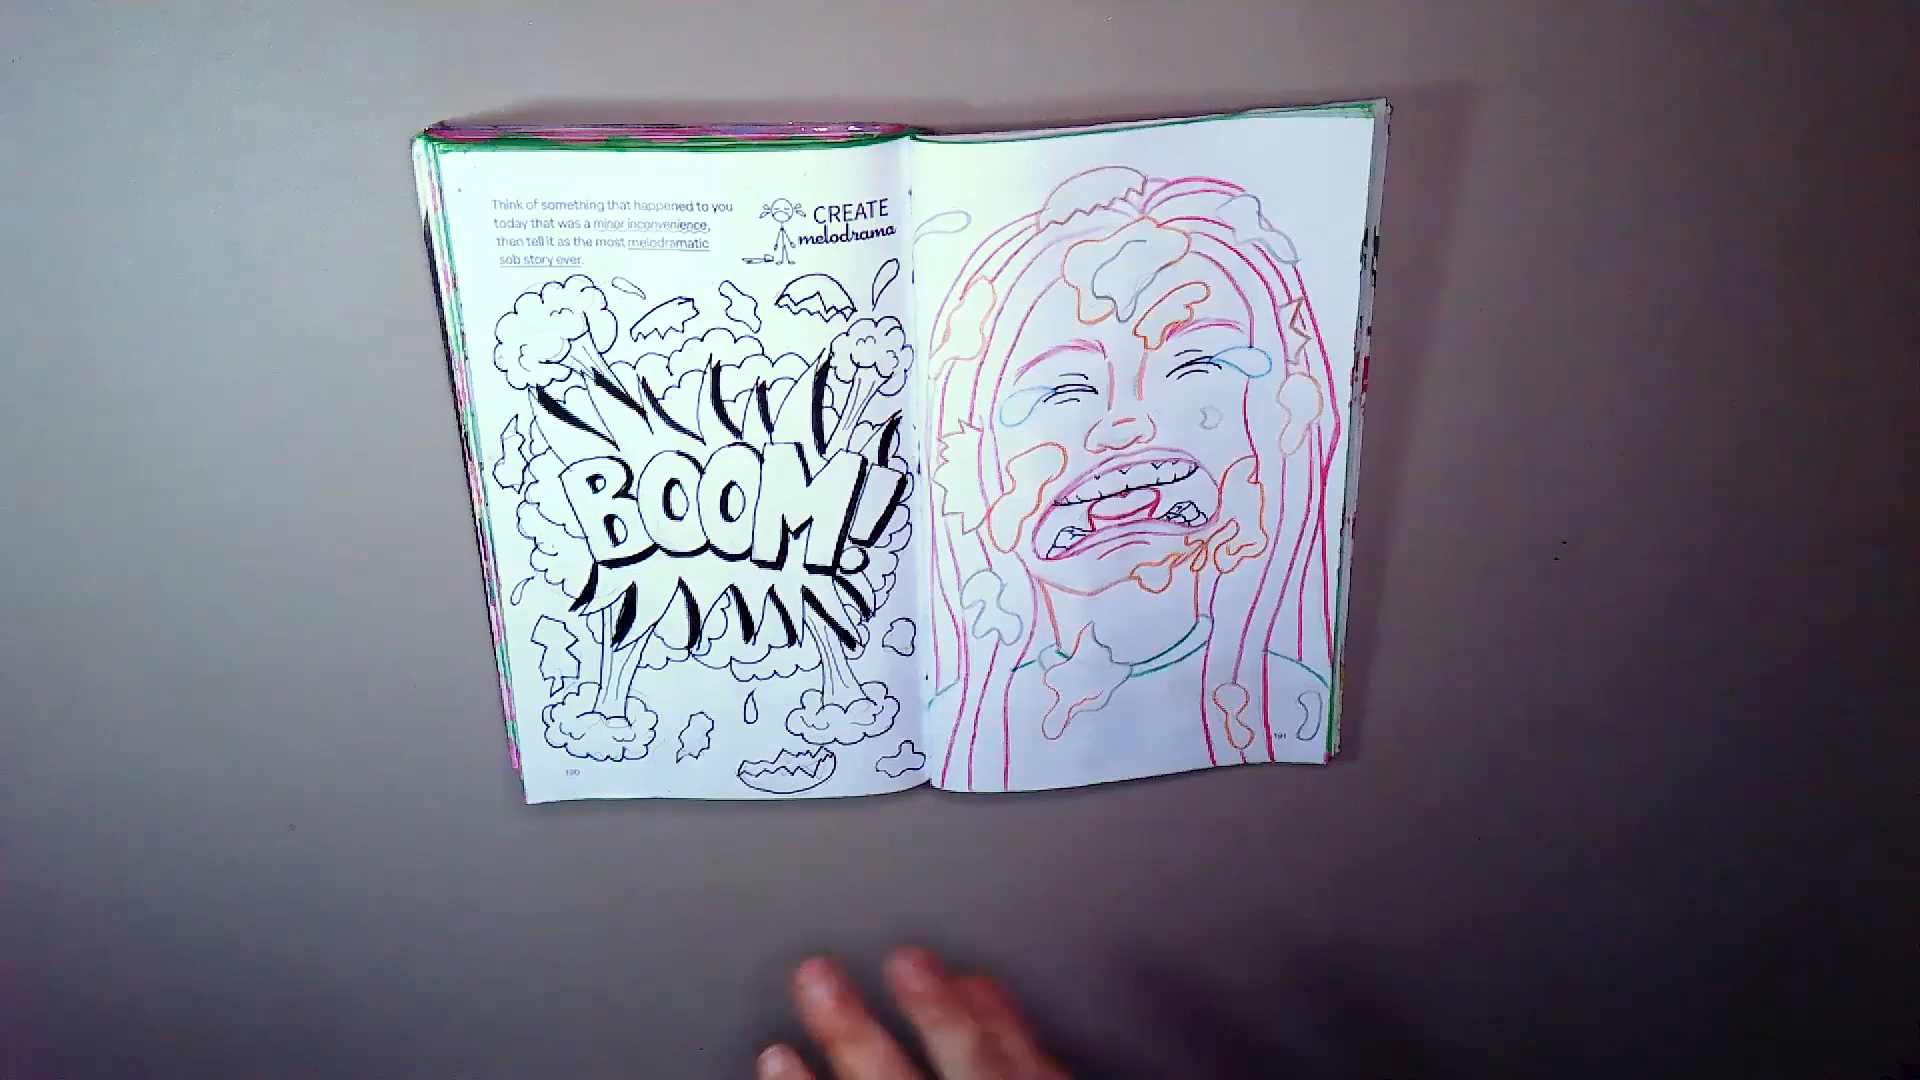 Think of something that happened to you
today that was a minor inconvenience,
then tell it as the most melodramatic
sob story ever.
CREATE
melodrama
BOOM!
190
191